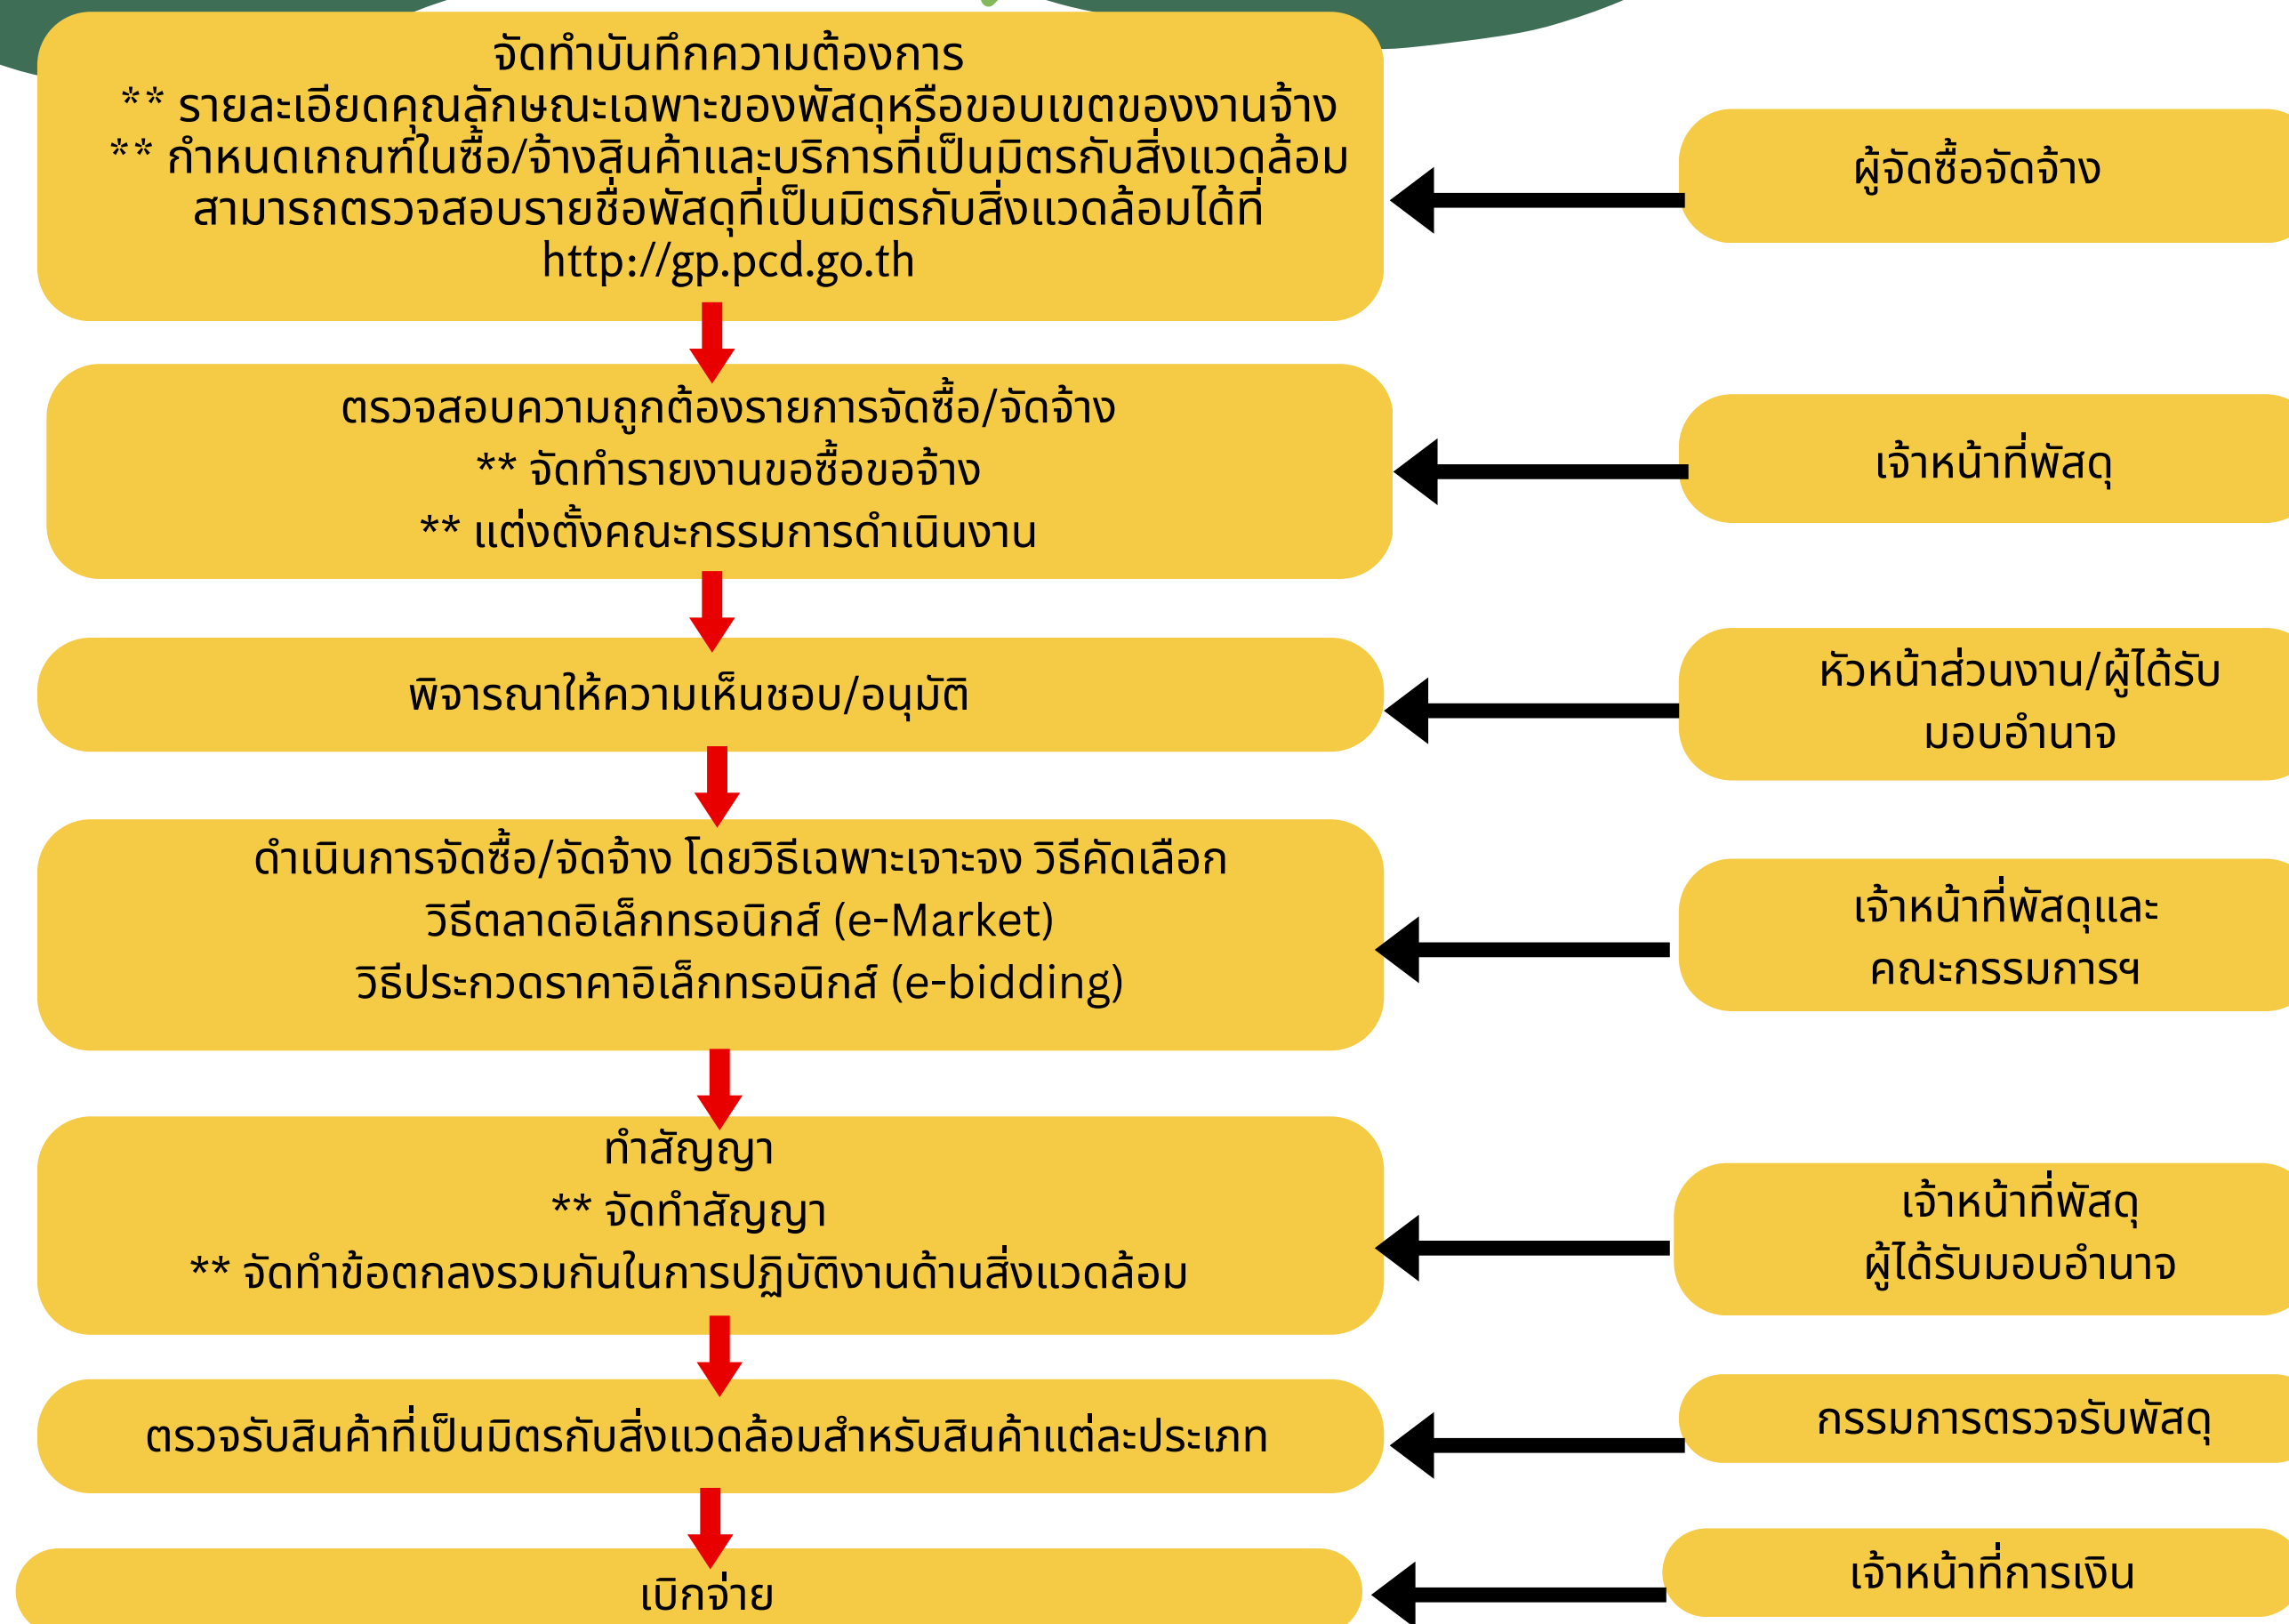 จัดทำบันทึกความต้องการ
** รายละเอียดคุณลักษณะเฉพาะของพัสดุหรือขอบเขตของงานจ้าง
** กำหนดเกณฑ์ในซื้อ/จ้างสินค้าและบริการที่เป็นมิตรกับสิ่งแวดล้อม
สามารถตรวจสอบรายชื่อพัสดุที่เป็นมิตรกับสิ่งแวดล้อมได้ที่
http://gp.pcd.go.th
ผู้จัดซื้อจัดจ้าง
ตรวจสอบความถูกต้องรายการจัดซื้อ/จัดจ้าง
** จัดทำรายงานขอซื้อขอจ้าง
** แต่งตั้งคณะกรรมการดำเนินงาน
เจ้าหน้าที่พัสดุ
พิจารณาให้ความเห็นชอบ/อนุมัติ
หัวหน้าส่วนงาน/ผู้ได้รับ
มอบอำนาจ
ดำเนินการจัดซื้อ/จัดจ้าง โดยวิธีเฉพาะเจาะจง วิธีคัดเลือก
วิธีตลาดอิเล็กทรอนิกส์ (e-Market)
วิธีประกวดราคาอิเล็กทรอนิกส์ (e-bidding)
เจ้าหน้าที่พัสดุและ
คณะกรรมการฯ
ทำสัญญา
** จัดทำสัญญา
** จัดทำข้อตกลงรวมกันในการปฏิบัติงานด้านสิ่งแวดล้อม
เจ้าหน้าที่พัสดุ
ผู้ได้รับมอบอำนาจ
ตรวจรับสินค้าที่เป็นมิตรกับสิ่งแวดล้อมสำหรับสินค้าแต่ละประเภท
กรรมการตรวจรับพัสดุ
เบิกจ่าย
เจ้าหน้าที่การเงิน